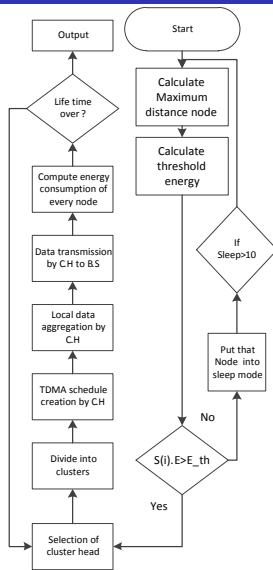 Start
Calculate
Maximum
distance node
Calculate
threshold
energy
If
Sleep>10
Put that
Node into
sleep mode
No
S(i).E>E_th
Yes
Selection of
cluster head
Divide into
clusters
TDMA schedule
creation by C.H
Local data
aggregation by
C.H
Data transmission
by C.H to B.S
Compute energy
consumption of
every node
Life time
over ?
Output